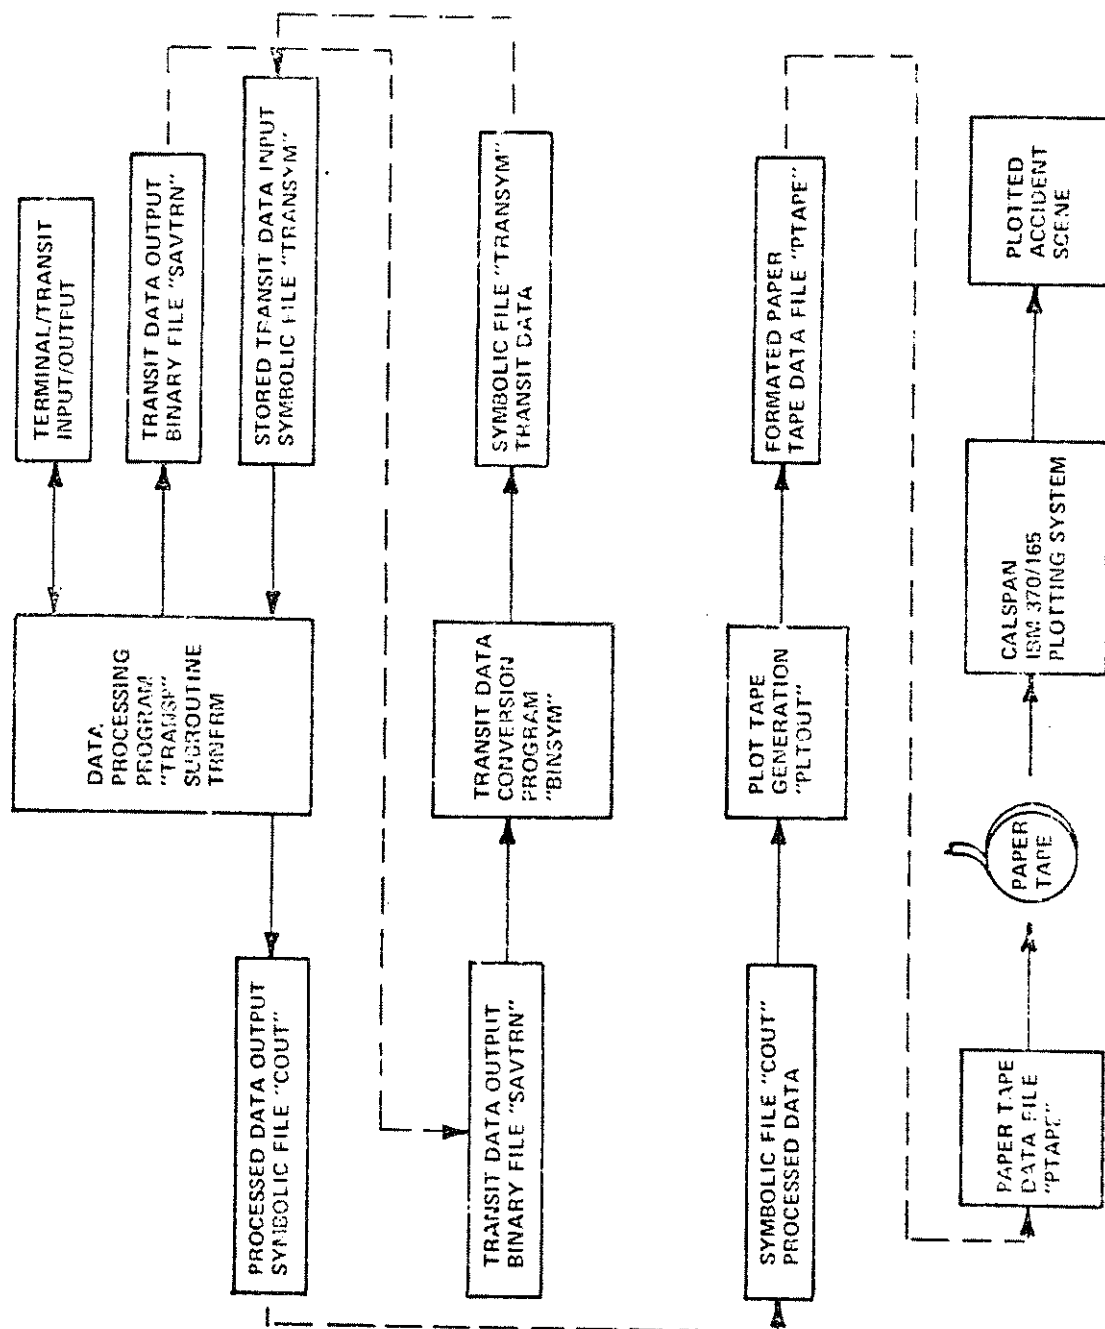 TERMINAL/TRANSIT
INPUT/OUTPUT
TRANSIT DATA OUTPUT
BINARY FILE "SAVTRN"
STORED TRANSIT DATA INPUT
SYMBOLIC FILE "TRANSYM"
DATA
PROCESSING
PROGRAM
"TRANSF"
SUBROUTINE
TRNFRM
PROCESSED DATA OUTPUT
SYMBOLIC FILE "COUT"
TRANSIT DATA OUTPUT
BINARY FILE "SAVTRN"
TRANSIT DATA
CONVERSION
PROGRAM
"BINSYM"
SYMBOLIC FILE "TRANSYM"
TRANSIT DATA
SYMBOLIC FILE "COUT"
PROCESSED DATA
PLOT TAPE
GENERATION
"PLTOUT"
FORMATED PAPER
TAPE DATA FILE "PTAPE"
PAPER TAPE
DATA FILE
"PTAPE"
PAPER
TAPE
CALSPAN
IBM 370/165
PLOTTING SYSTEM
PLOTTED
ACCIDENT
SCENE